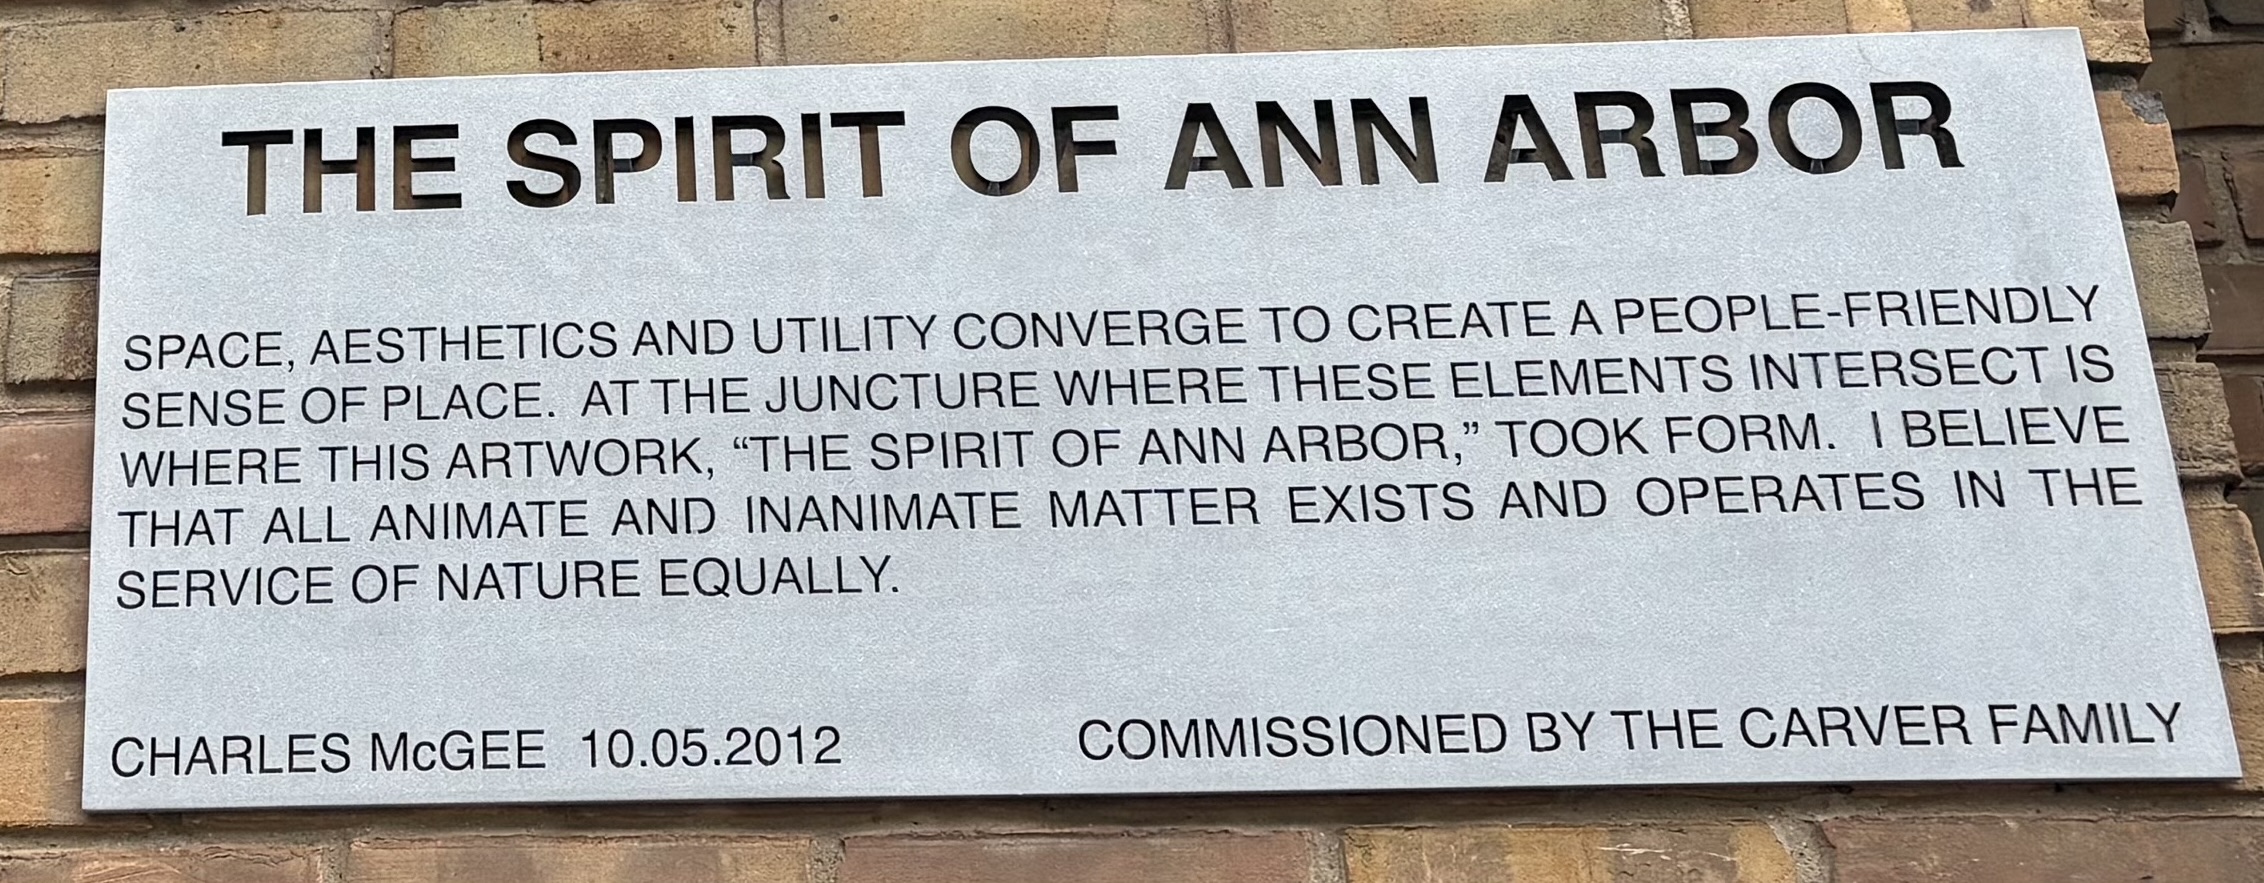 THE SPIRIT OF ANN ARBOR
SPACE, AESTHETICS AND UTILITY CONVERGE TO CREATE A PEOPLE-FRIENDLY
SENSE OF PLACE. AT THE JUNCTURE WHERE THESE ELEMENTS INTERSECT IS
WHERE THIS ARTWORK, “THE SPIRIT OF ANN ARBOR,” TOOK FORM. I BELIEVE
THAT ALL ANIMATE AND INANIMATE MATTER EXISTS AND OPERATES IN THE
SERVICE OF NATURE EQUALLY.
CHARLES McGEE 10.05.2012 COMMISSIONED BY THE CARVER FAMILY